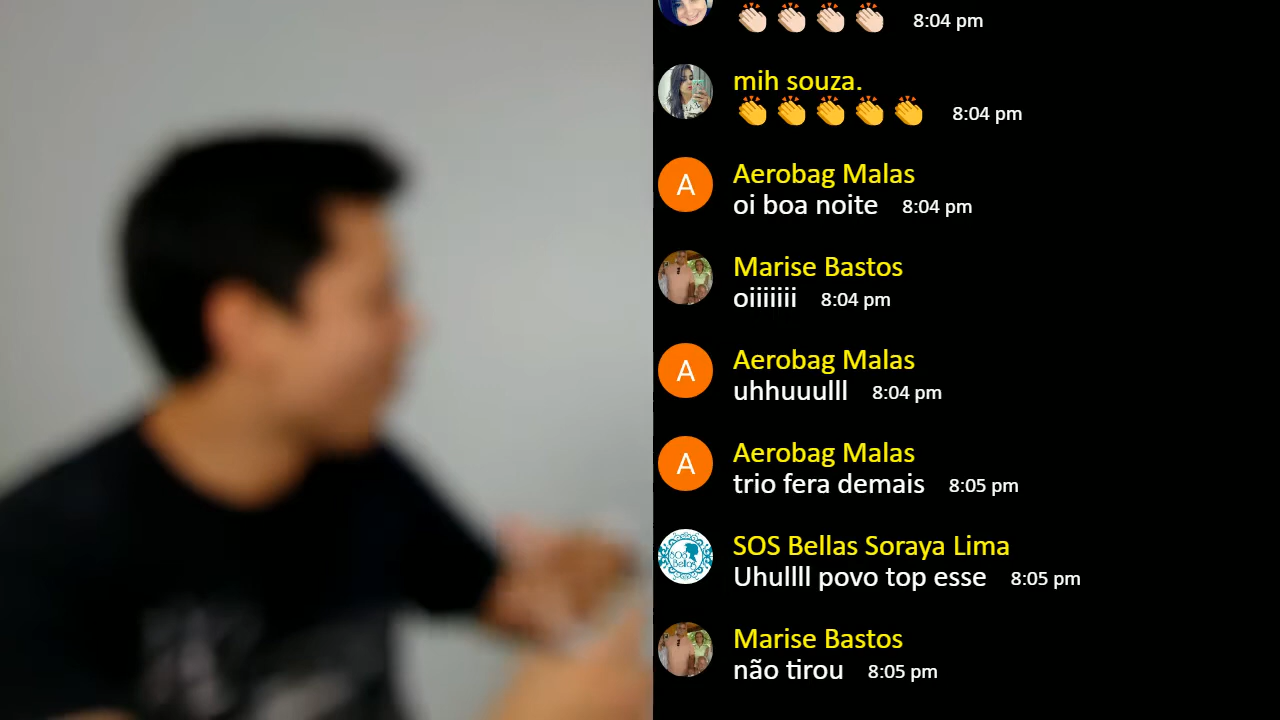 👏🏻 👏🏻 👏🏻 👏🏻 8:04 pm
mih souza.
👏 👏 👏 👏 👏 8:04 pm
A
Aerobag Malas
oi boa noite 8:04 pm
Marise Bastos
oiiiiiii 8:04 pm
A
Aerobag Malas
uhhuuulll 8:04 pm
A
Aerobag Malas
trio fera demais 8:05 pm
SOS Bellas
SOS Bellas Soraya Lima
Uhullll povo top esse 8:05 pm
Marise Bastos
não tirou 8:05 pm